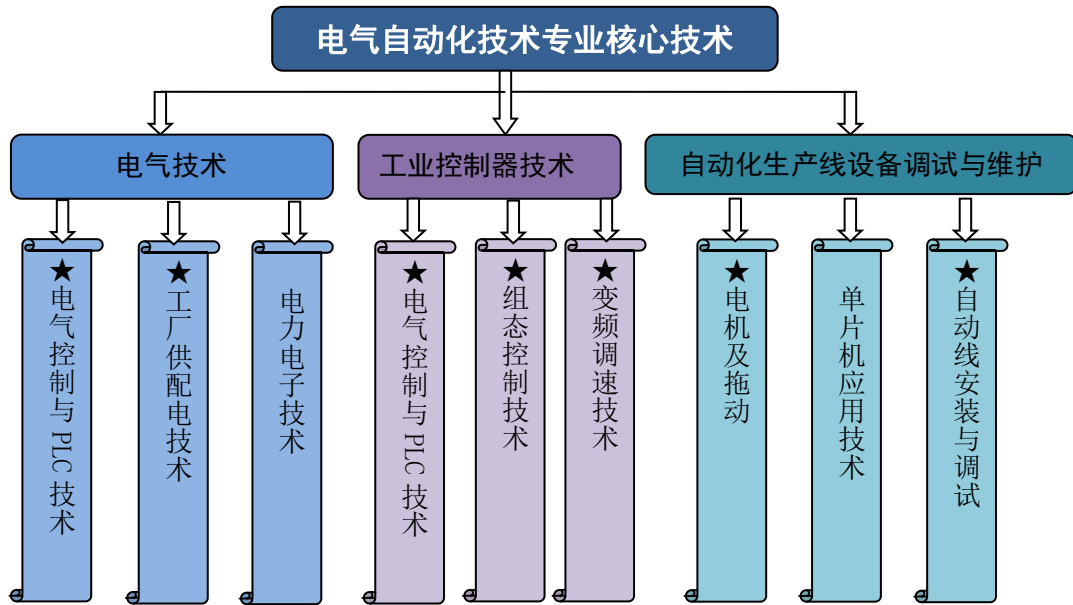 电气自动化技术专业核心技术
电气技术
工业控制器技术
自动化生产线设备调试与维护
★电气控制与PLC技术
★工厂供配电技术
电力电子技术
★电气控制与PLC技术
★组态控制技术
★变频调速技术
★电机及拖动
单片机应用技术
★自动线安装与调试